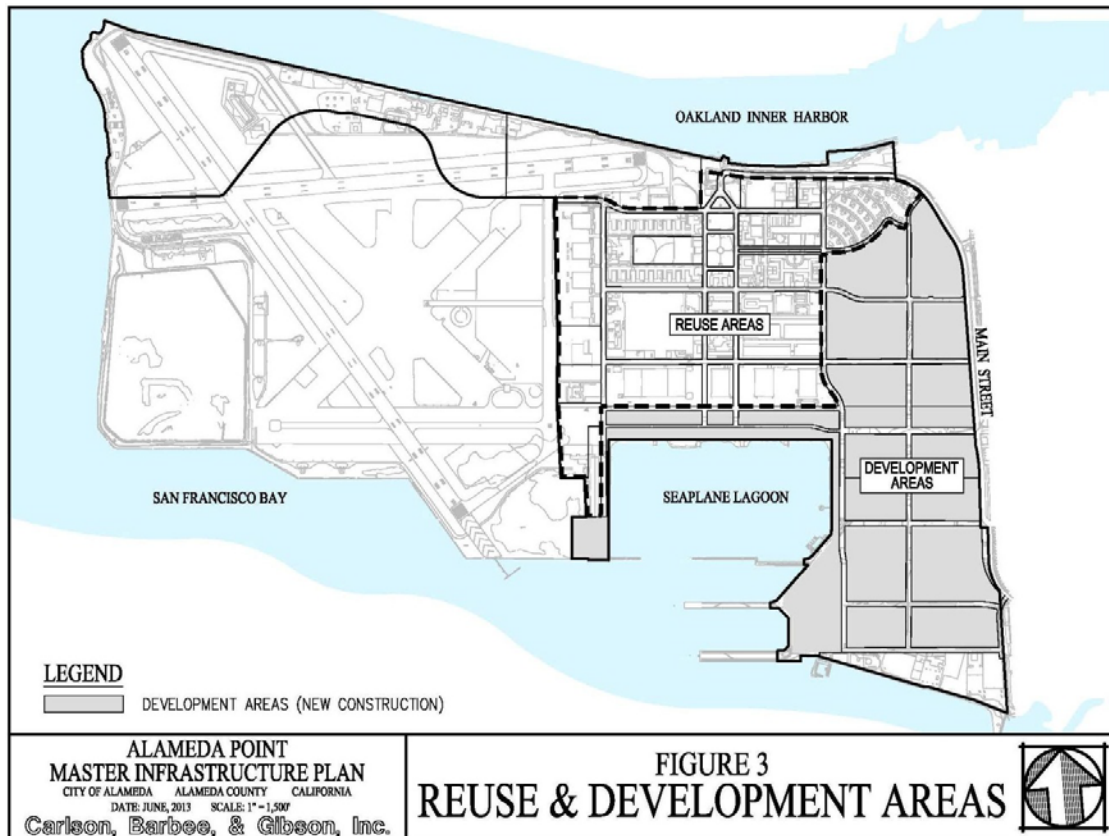 OAKLAND INNER HARBOR
REUSE AREAS
MAIN STREET
DEVELOPMENT
AREAS
SAN FRANCISCO BAY
SEAPLANE LAGOON
LEGEND
DEVELOPMENT AREAS (NEW CONSTRUCTION)
ALAMEDA POINT
MASTER INFRASTRUCTURE PLAN
CITY OF ALAMEDA ALAMEDA COUNTY CALIFORNIA
DATE: JUNE, 2013 SCALE: 1" = 1,500'
Carlson, Barbee, & Gibson, Inc.
FIGURE 3
REUSE & DEVELOPMENT AREAS